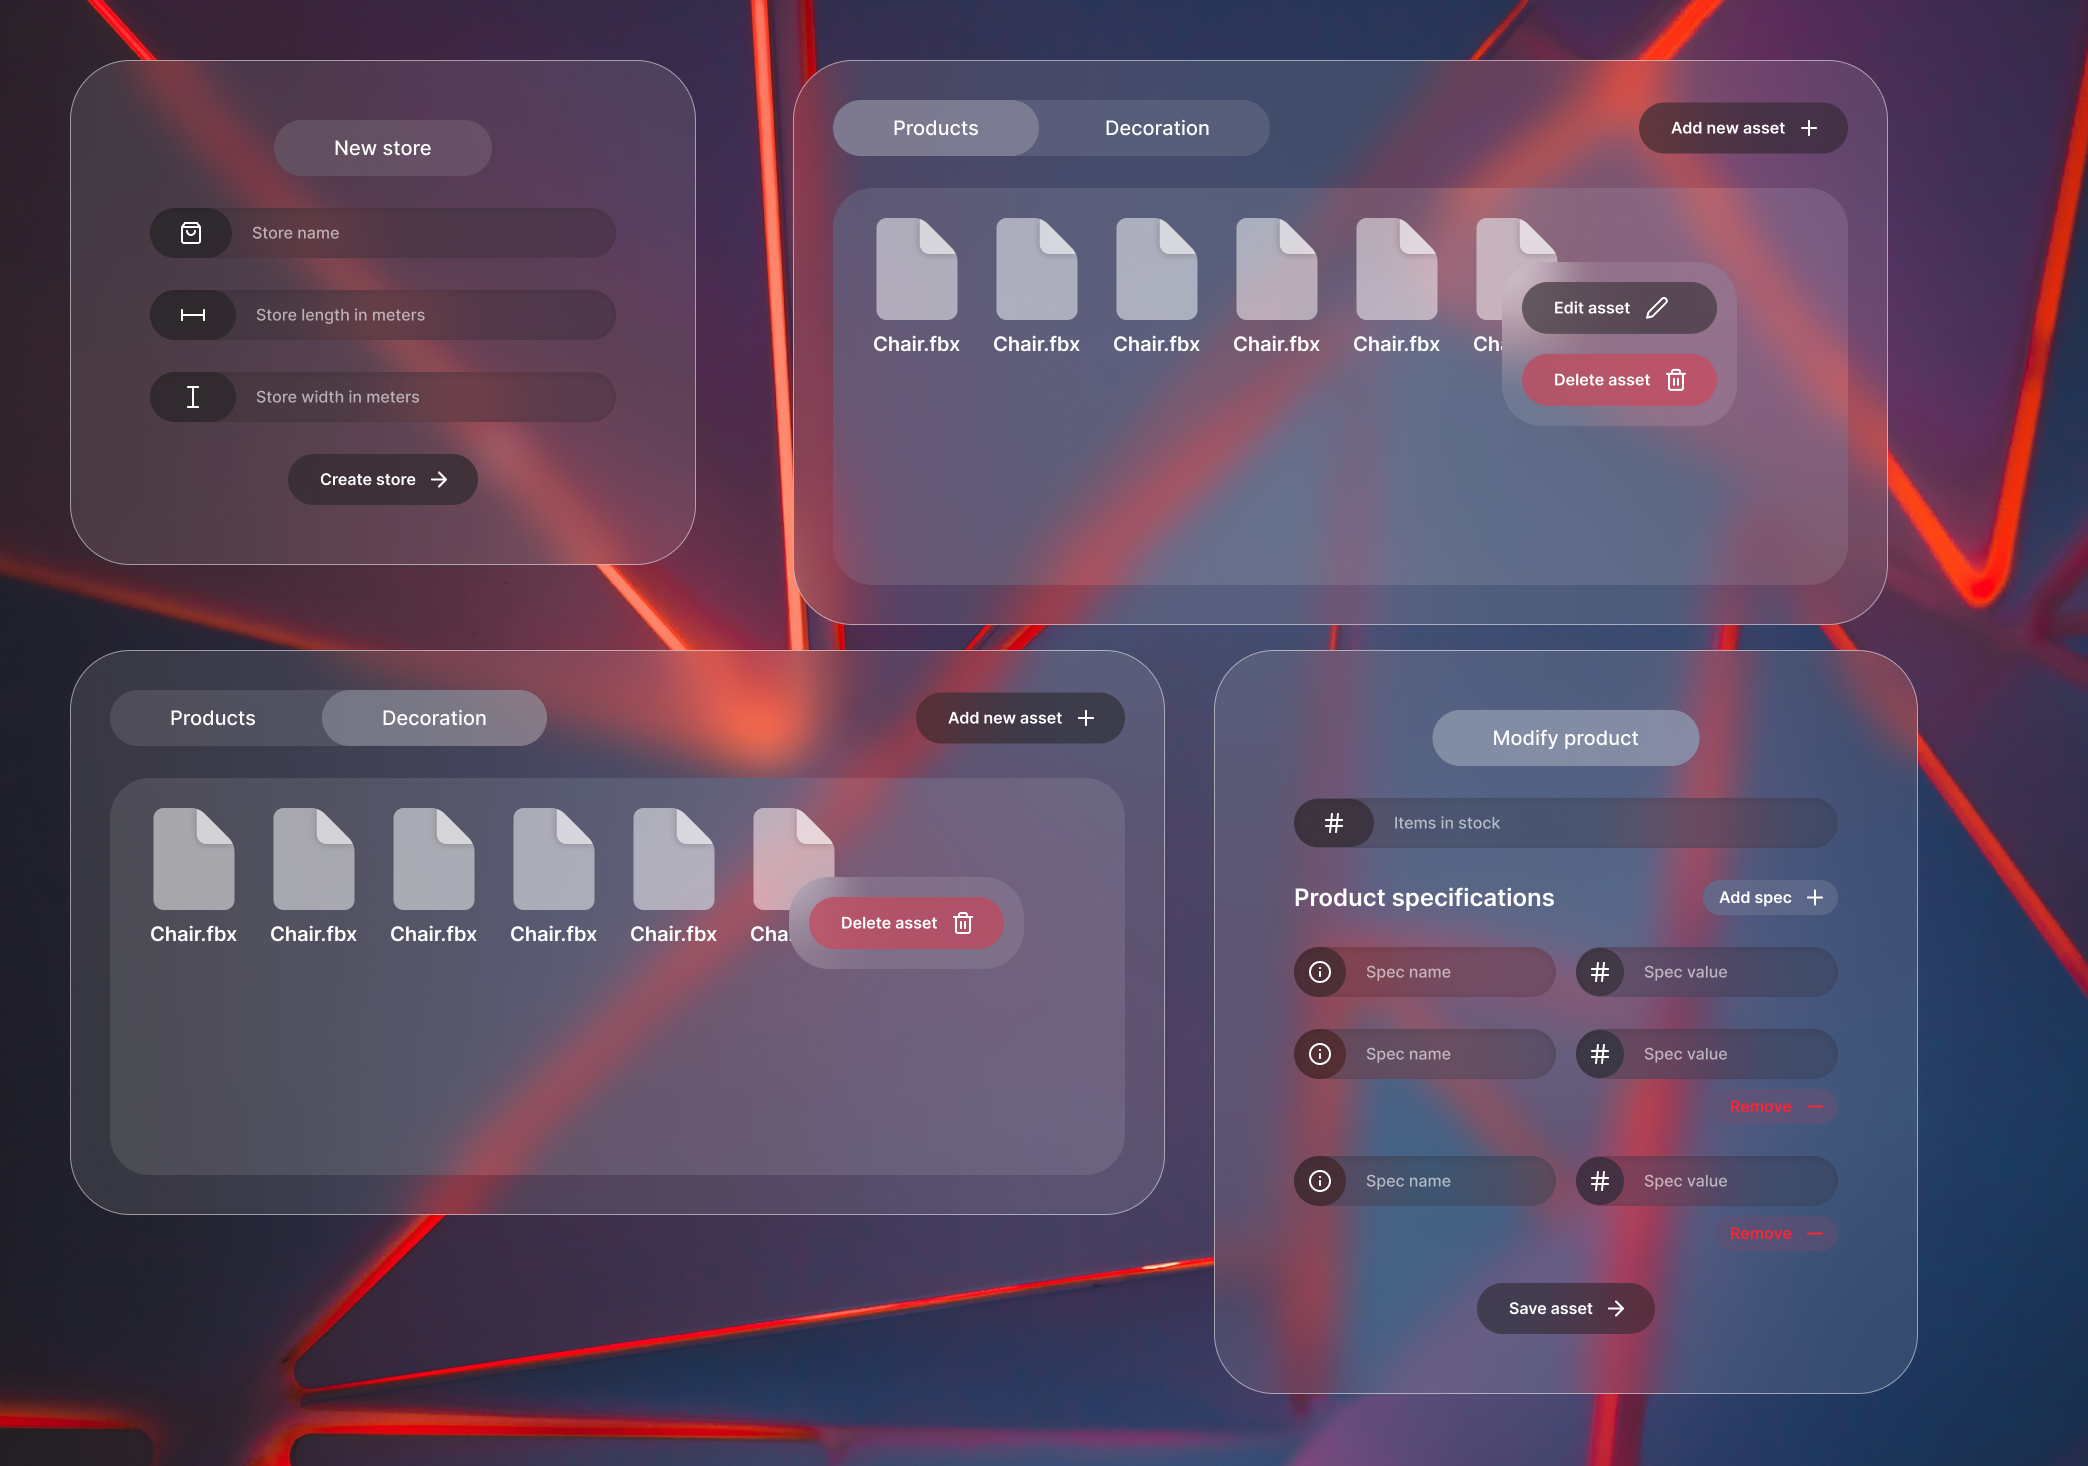 New store
Store name
Store length in meters
Store width in meters
Create store
Products Decoration Add new asset
Chair.fbx Chair.fbx Chair.fbx Chair.fbx Chair.fbx
Edit asset
Delete asset
Products Decoration Add new asset
Chair.fbx Chair.fbx Chair.fbx Chair.fbx Chair.fbx
Delete asset
Modify product
Items in stock
Product specifications Add spec
Spec name Spec value
Spec name Spec value
Remove
Spec name Spec value
Remove
Save asset